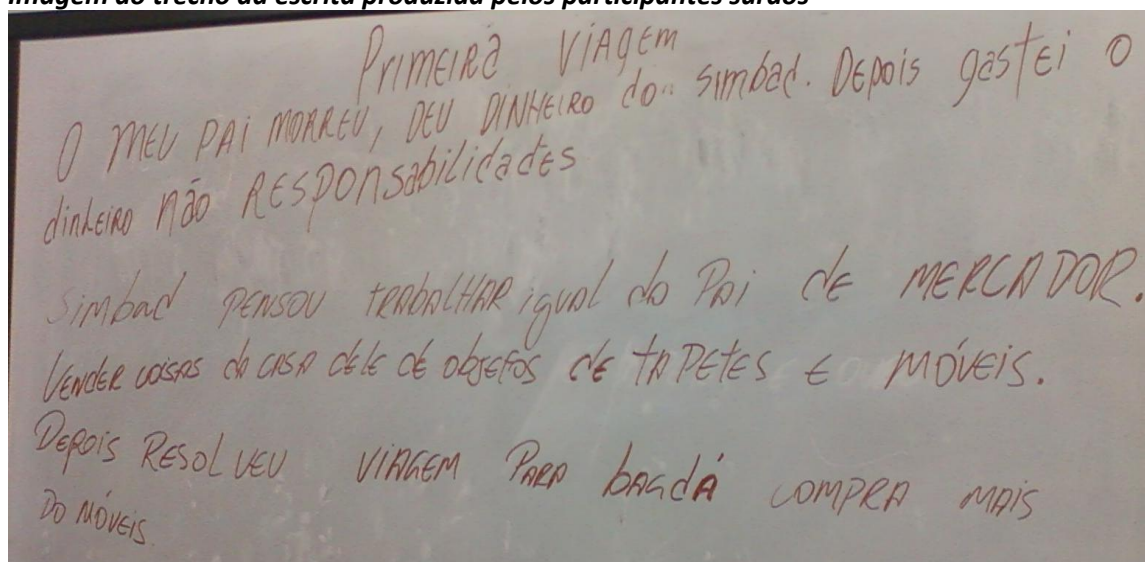 Imagem do trecho da escrita produzida pelos participantes surdos
Primeira Viagem
O MEU PAI MORREU, DEU DINHEIRO do simbad. Depois gastei o
dinheiro não RESPONSabilidades
Simbad PENSOU TRABALHAR igual do Pai de MERCADOR.
VENDER coisas da CASA dele de objetos de TAPETES E MÓVEIS.
Depois RESOLVEU VIAGEM PARA bagdá COMPRA MAIS
DO MÓVEIS.